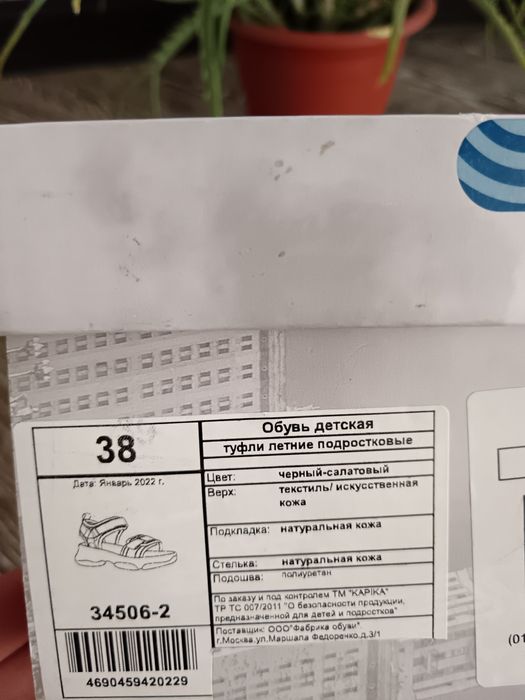 38
Дата: Январь 2022 г.
34506-2
4690459420229
Обувь детская
туфли летние подростковые
Цвет: черный-салатовый
Верх: текстиль/ искусственная
кожа
Подкладка: натуральная кожа
Стелька: натуральная кожа
Подошва: полиуретан
По заказу и под контролем ТМ "KAPIKA"
ТР ТС 007/2011 "О безопасности продукции,
предназначенной для детей и подростков"
Поставщик: ООО"Фабрика обуви"
г.Москва.ул.Маршала Федоренко.д.3/1
(01